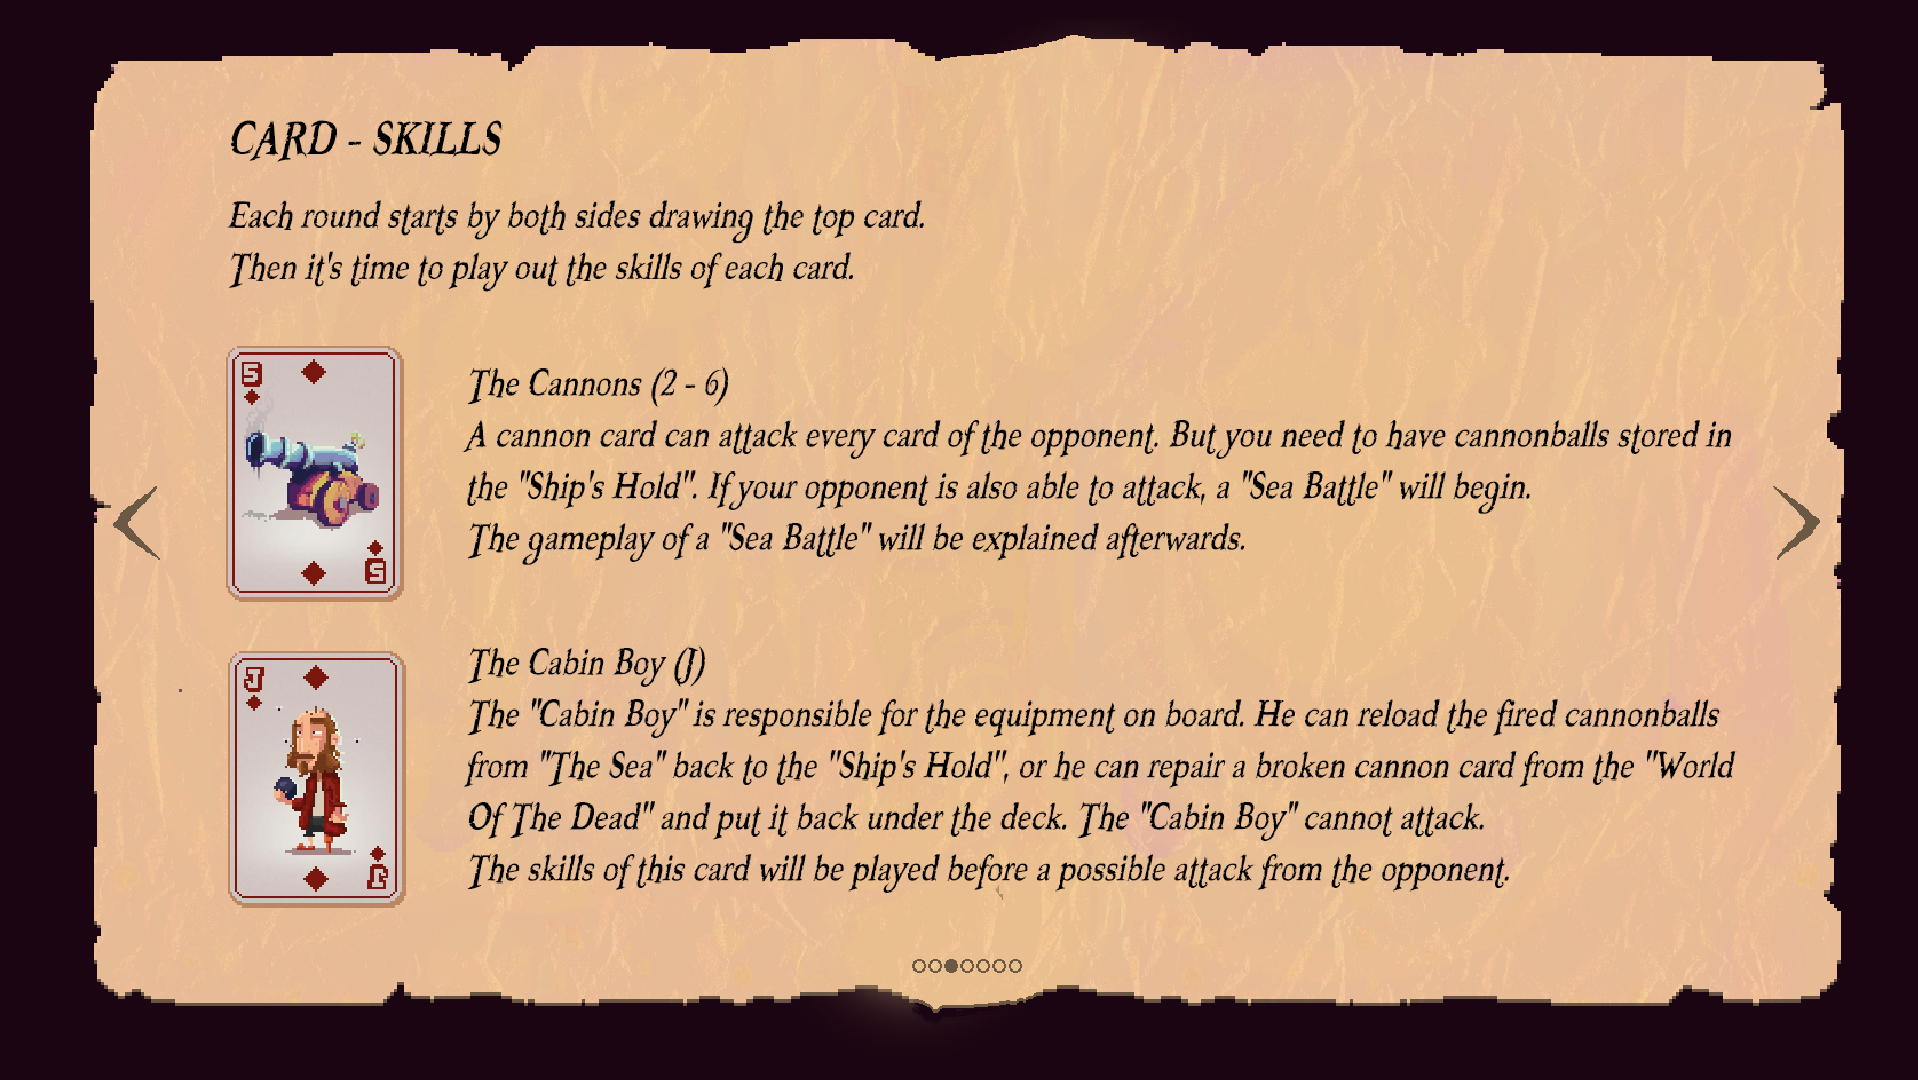 CARD - SKILLS
Each round starts by both sides drawing the top card.
Then it's time to play out the skills of each card.
5
The Cannons (2 - 6)
A cannon card can attack every card of the opponent. But you need to have cannonballs stored in
the "Ship's Hold". If your opponent is also able to attack, a "Sea Battle" will begin.
The gameplay of a "Sea Battle" will be explained afterwards.
5
J
The Cabin Boy (J)
The "Cabin Boy" is responsible for the equipment on board. He can reload the fired cannonballs
from "The Sea" back to the "Ship's Hold", or he can repair a broken cannon card from the "World
Of The Dead" and put it back under the deck. The "Cabin Boy" cannot attack.
The skills of this card will be played before a possible attack from the opponent.
J